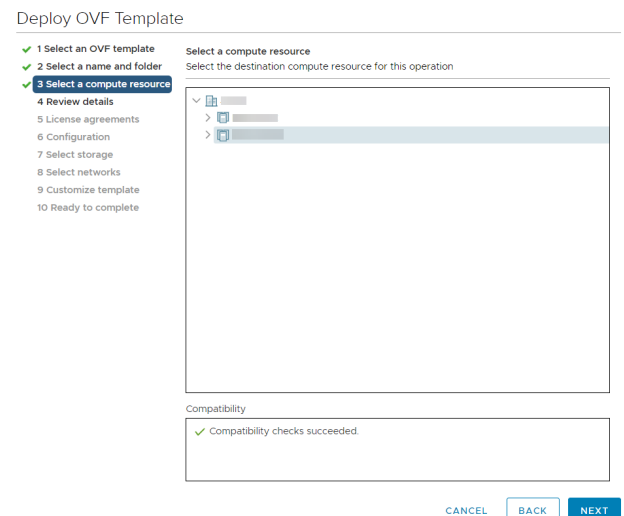 Deploy OVF Template
1 Select an OVF template
2 Select a name and folder
3 Select a compute resource
4 Review details
5 License agreements
6 Configuration
7 Select storage
8 Select networks
9 Customize template
10 Ready to complete
Select a compute resource
Select the destination compute resource for this operation
Compatibility
Compatibility checks succeeded.
CANCEL
BACK
NEXT